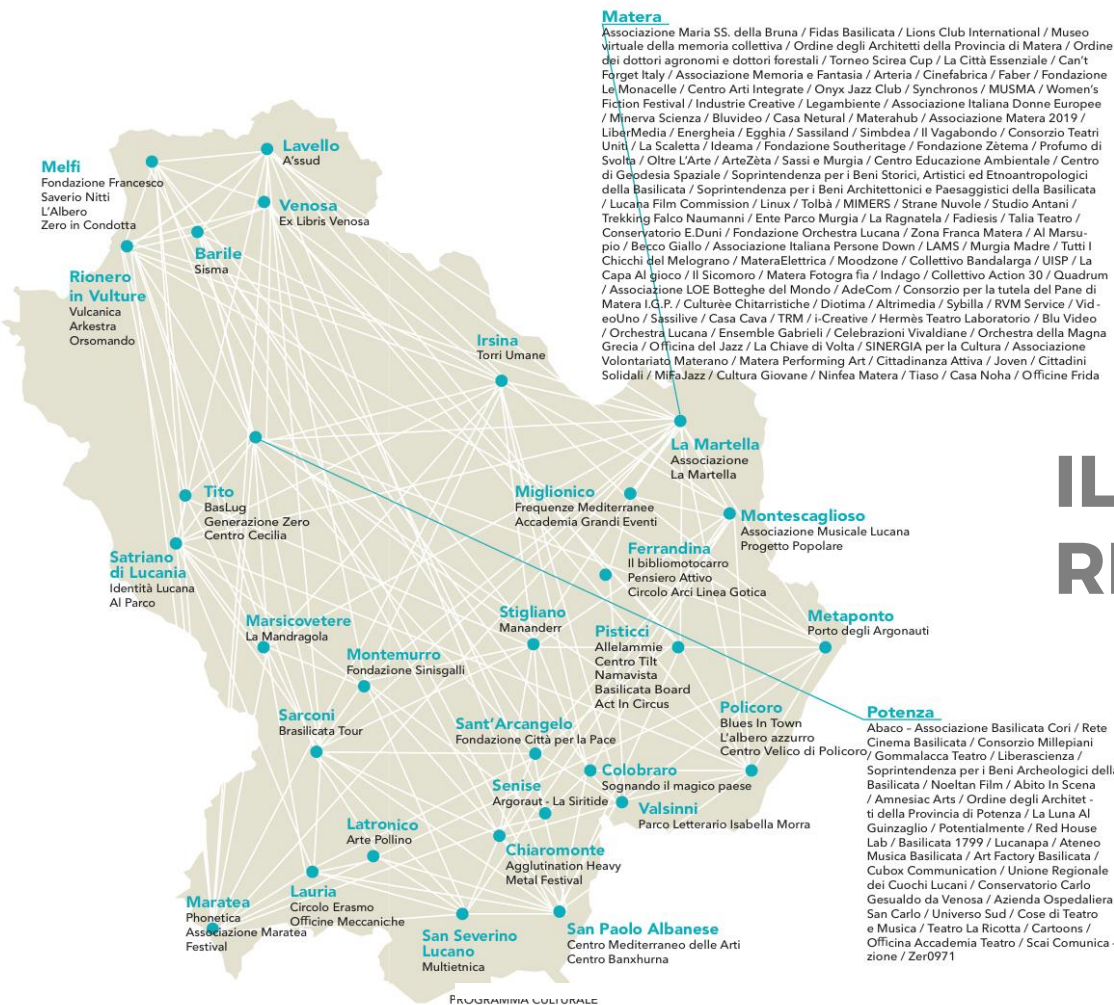 Matera
Associazione Maria SS. della Bruna / Fidas Basilicata / Lions Club International / Museo
virtuale della memoria collettiva / Ordine degli Architetti della Provincia di Matera / Ordine
dei dottori agronomi e dottori forestali / Torneo Scirea Cup / La Città Essenziale / Can't
Forget Italy / Associazione Memoria e Fantasia / Arteria / Cinefabrica / Faber / Fondazione
Le Monacelle / Centro Arti Integrate / Onyx Jazz Club / Synchronos / MUSMA / Women's
Fiction Festival / Industrie Creative / Legambiente / Associazione Italiana Donne Europee
/ Minerva Scienza / Bluvideo / Casa Netural / Materahub / Associazione Matera 2019 /
LiberMedia / Energheia / Egghia / Sassiland / Simbdea / Il Vagabondo / Consorzio Teatri
Uniti / La Scaletta / Ideama / Fondazione Southeritage / Fondazione Zètema / Profumo di
Svolta / Oltre L'Arte / ArteZèta / Sassi e Murgia / Centro Educazione Ambientale / Centro
di Geodesia Spaziale / Soprintendenza per i Beni Storici, Artistici ed Etnoantropologici
della Basilicata / Soprintendenza per i Beni Architettonici e Paesaggistici della Basilicata
/ Lucana Film Commission / Linux / Tolbà / MIMERS / Strane Nuvole / Studio Antani /
Trekking Falco Naumanni / Ente Parco Murgia / La Ragnatela / Fadiesis / Talia Teatro /
Conservatorio E.Duni / Fondazione Orchestra Lucana / Zona Franca Matera / Al Marsu-
pio / Becco Giallo / Associazione Italiana Persone Down / LAMS / Murgia Madre / Tutti I
Chicchi del Melograno / MateraElettrica / Moodzone / Collettivo Bandalarga / UISP / La
Capa Al gioco / Il Sicomoro / Matera Fotogra fia / Indago / Collettivo Action 30 / Quadrum
/ Associazione LOE Botteghe del Mondo / AdeCom / Consorzio per la tutela del Pane di
Matera I.G.P. / Culturèe Chitarristiche / Diotima / Altrimedia / Sybilla / RVM Service / Vid-
eoUno / Sassilive / Casa Cava / TRM / i-Creative / Hermès Teatro Laboratorio / Blu Video
/ Orchestra Lucana / Ensemble Gabrieli / Celebrazioni Vivaldiane / Orchestra della Magna
Grecia / Officina del Jazz / La Chiave di Volta / SINERGIA per la Cultura / Associazione
Volontariato Materano / Matera Performing Art / Cittadinanza Attiva / Joven / Cittadini
Solidali / MiFaJazz / Cultura Giovane / Ninfea Matera / Tiaso / Casa Noha / Officine Frida
Lavello
A'ssud
Melfi
Fondazione Francesco
Saverio Nitti
L'Albero
Zero in Condotta
Venosa
Ex Libris Venosa
Barile
Sisma
Rionero
in Vulture
Vulcanica
Arkestra
Orsomando
Irsina
Torri Umane
La Martella
Associazione
La Martella
IL
Tito
BasLug
Generazione Zero
Centro Cecilia
Miglionico
Frequenze Mediterranee
Accademia Grandi Eventi
Montescaglioso
Associazione Musicale Lucana
Progetto Popolare
Satriano
di Lucania
Identità Lucana
Al Parco
Ferrandina
Il bibliomotocarro
Pensiero Attivo
Circolo Arci Linea Gotica
Marsicovetere
La Mandragola
Stigliano
Mananderr
Pisticci
Allelammie
Centro Tilt
Namavista
Basilicata Board
Act In Circus
Metaponto
Porto degli Argonauti
Montemurro
Fondazione Sinisgalli
Sarconi
Brasilicata Tour
Sant'Arcangelo
Fondazione Città per la Pace
Policoro
Blues In Town
L'albero azzurro
Centro Velico di Policoro
Potenza
Abaco – Associazione Basilicata Cori / Rete
Cinema Basilicata / Consorzio Millepiani
/ Gommalacca Teatro / Liberascienza /
Soprintendenza per i Beni Archeologici della
Basilicata / Noeltan Film / Abito In Scena
/ Amnesiac Arts / Ordine degli Architet -
ti della Provincia di Potenza / La Luna Al
Guinzaglio / Potentialmente / Red House
Lab / Basilicata 1799 / Lucanapa / Ateneo
Musica Basilicata / Art Factory Basilicata /
Cubox Communication / Unione Regionale
dei Cuochi Lucani / Conservatorio Carlo
Gesualdo da Venosa / Azienda Ospedaliera
San Carlo / Universo Sud / Cose di Teatro
e Musica / Teatro La Ricotta / Cartoons /
Officina Accademia Teatro / Scai Comunica -
zione / Zer0971
Senise
Argoraut - La Siritide
Colobraro
Sognando il magico paese
Valsinni
Parco Letterario Isabella Morra
Latronico
Arte Pollino
Chiaromonte
Agglutination Heavy
Metal Festival
Maratea
Phonetica
Associazione Maratea
Festival
Lauria
Circolo Erasmo
Officine Meccaniche
San Severino
Lucano
Multietnica
San Paolo Albanese
Centro Mediterraneo delle Arti
Centro Banxhurna
PROGRAMMA CULTURALE